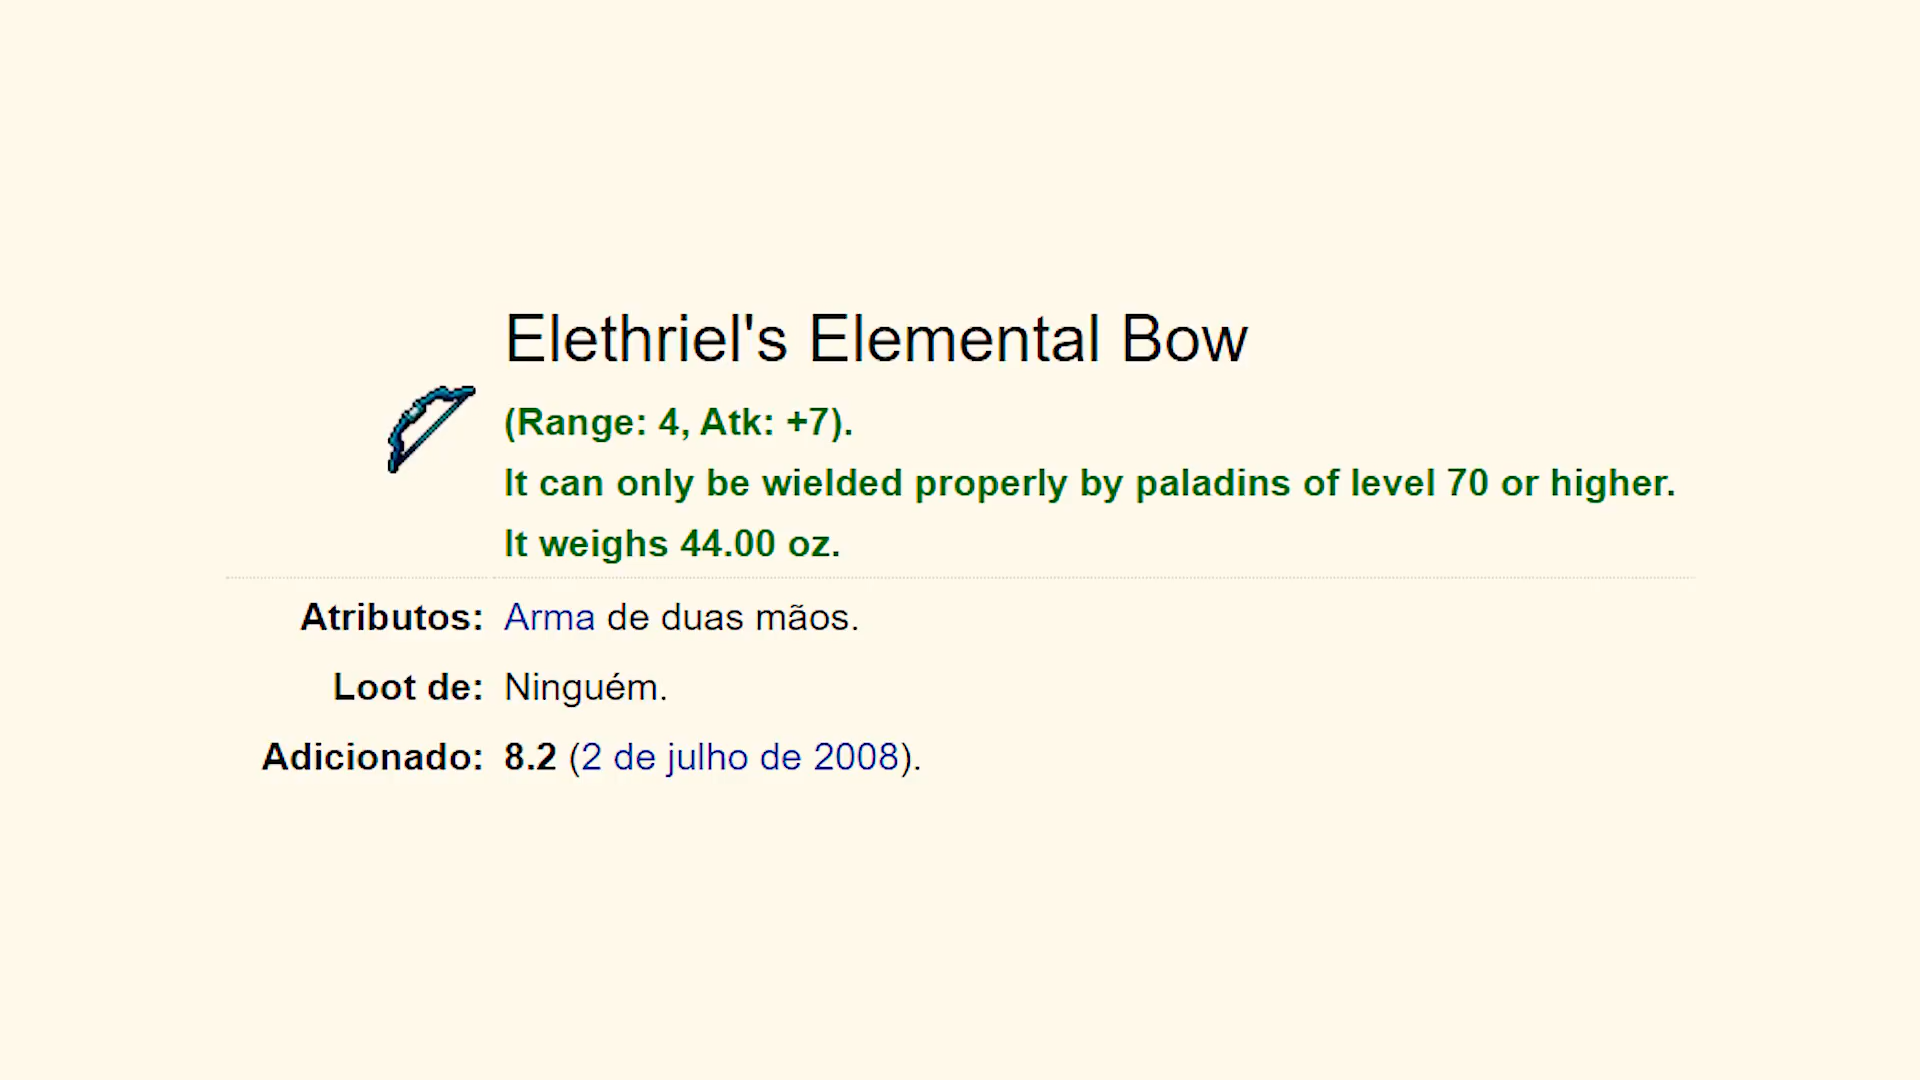 Elethriel's Elemental Bow
(Range: 4, Atk: +7).
It can only be wielded properly by paladins of level 70 or higher.
It weighs 44.00 oz.
Atributos: Arma de duas mãos.
Loot de: Ninguém.
Adicionado: 8.2 (2 de julho de 2008).